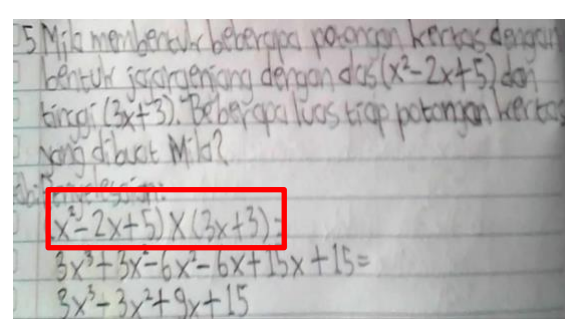 5 Mila membentuk beberapa potongan kertas dengan
bentuk jajargenjang dengan alas (x²-2x+5) dan
tinggi (3x+3). Beberapa luas tiap potongan kertas
yang dibuat Mila?
Penyelesaian:
x²-2x+5) X (3x+3) =
3x³+3x²-6x²-6x+15x+15=
3x³-3x²+9x+15